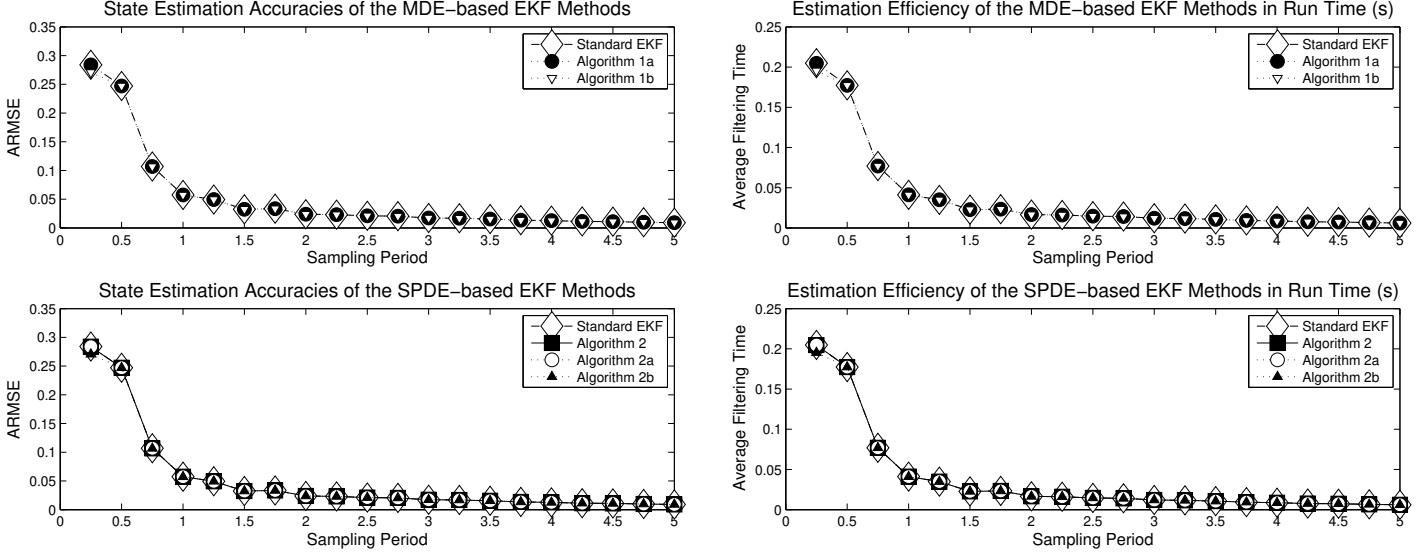 State Estimation Accuracies of the MDE−based EKF Methods
0.35
0.3
0.25
0.2
0.15
0.1
0.05
0
ARMSE
Standard EKF
Algorithm 1a
Algorithm 1b
0 0.5 1 1.5 2 2.5 3 3.5 4 4.5 5
Sampling Period
Estimation Efficiency of the MDE−based EKF Methods in Run Time (s)
0.25
0.2
0.15
0.1
0.05
0
Average Filtering Time
Standard EKF
Algorithm 1a
Algorithm 1b
0 0.5 1 1.5 2 2.5 3 3.5 4 4.5 5
Sampling Period
State Estimation Accuracies of the SPDE−based EKF Methods
0.35
0.3
0.25
0.2
0.15
0.1
0.05
0
ARMSE
Standard EKF
Algorithm 2
Algorithm 2a
Algorithm 2b
0 0.5 1 1.5 2 2.5 3 3.5 4 4.5 5
Sampling Period
Estimation Efficiency of the SPDE−based EKF Methods in Run Time (s)
0.25
0.2
0.15
0.1
0.05
0
Average Filtering Time
Standard EKF
Algorithm 2
Algorithm 2a
Algorithm 2b
0 0.5 1 1.5 2 2.5 3 3.5 4 4.5 5
Sampling Period